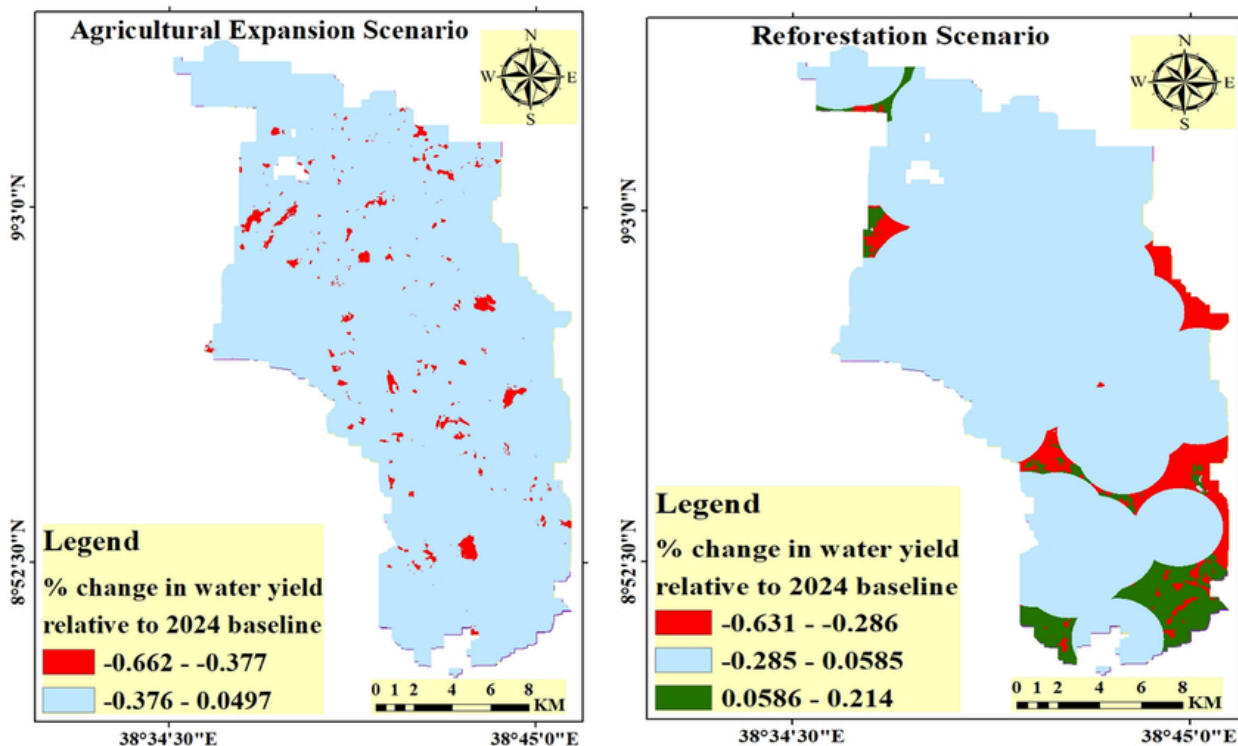 Agricultural Expansion Scenario
N
W E
S
9°3'0"N
8°52'30"N
Legend
% change in water yield
relative to 2024 baseline
-0.662 - -0.377
-0.376 - 0.0497
0 1 2 4 6 8
KM
38°34'30"E 38°45'0"E
Reforestation Scenario
N
W E
S
9°3'0"N
8°52'30"N
Legend
% change in water yield
relative to 2024 baseline
-0.631 - -0.286
-0.285 - 0.0585
0.0586 - 0.214
0 1 2 4 6 8
KM
38°34'30"E 38°45'0"E